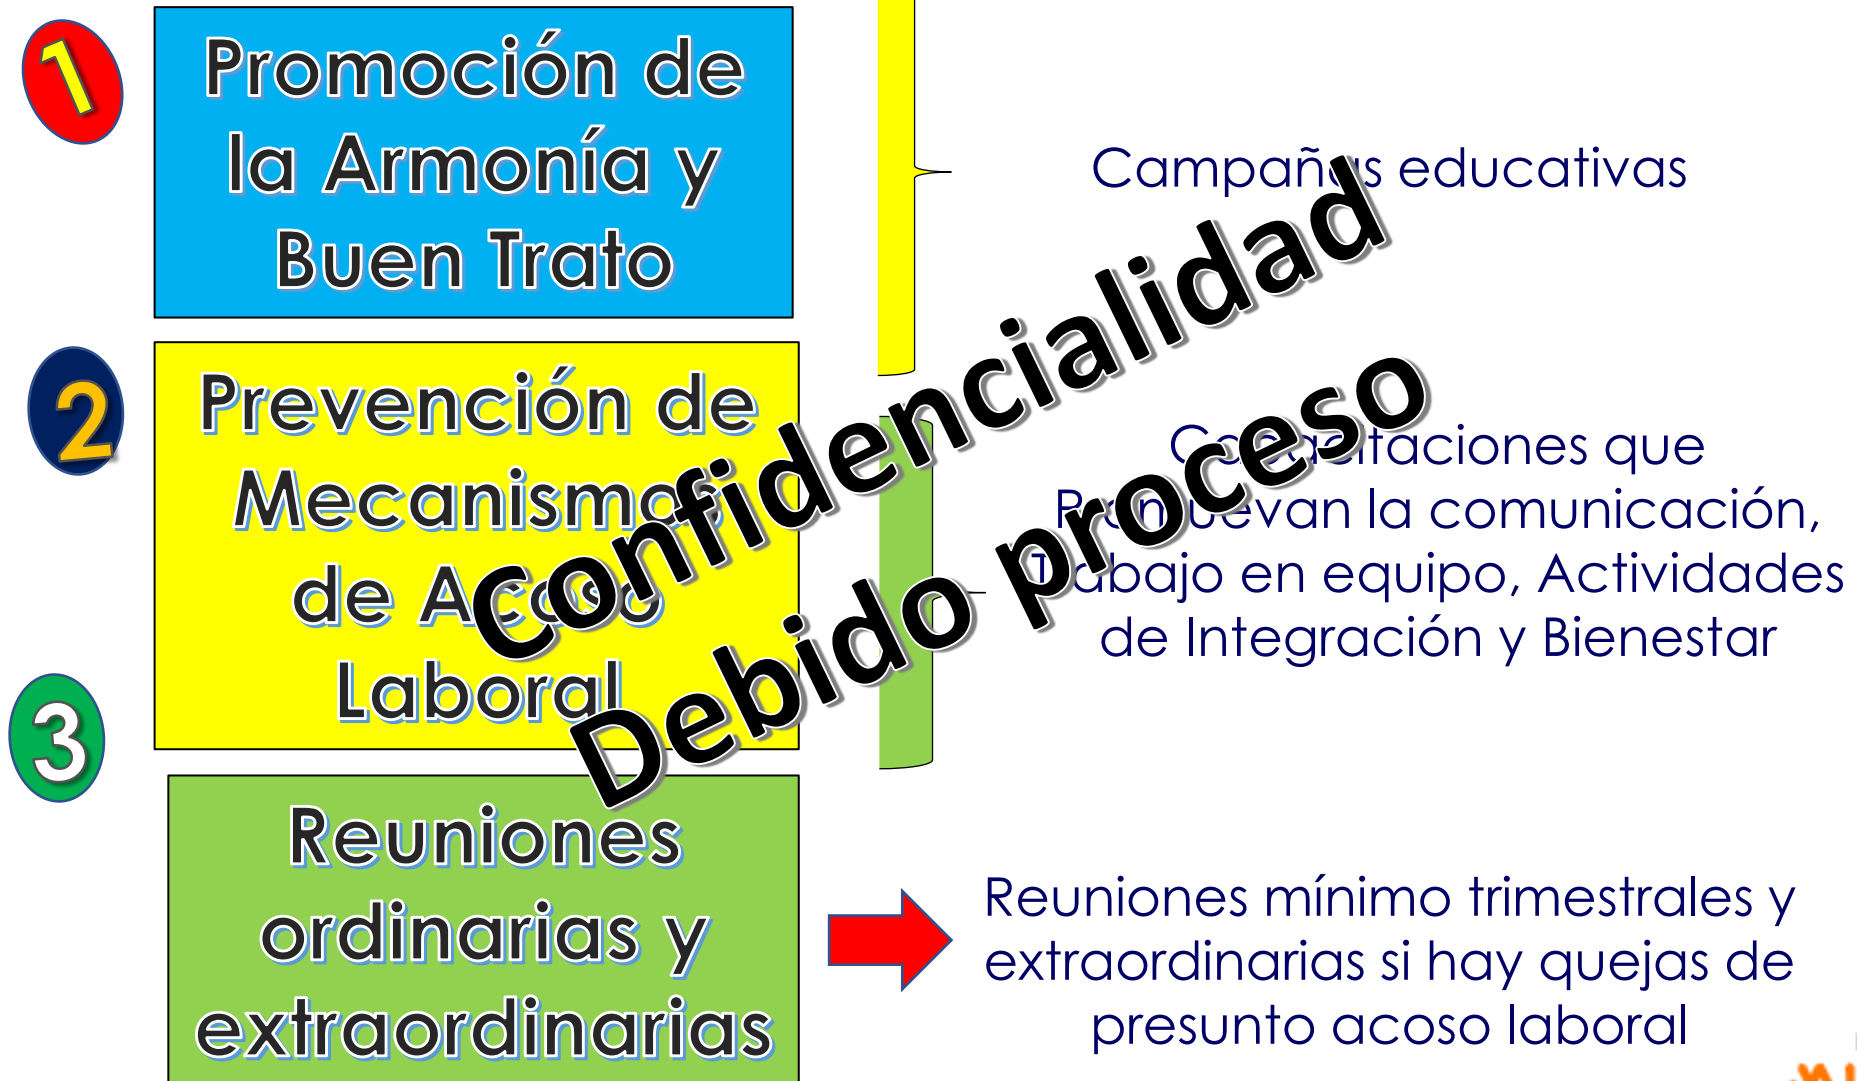 1
Promoción de
la Armonía y
Buen Trato
Campañas educativas
2
Prevención de
Mecanismos
de Acoso
Laboral
Capacitaciones que
Promuevan la comunicación,
Trabajo en equipo, Actividades
de Integración y Bienestar
Confidencialidad
Debido proceso
3
Reuniones
ordinarias y
extraordinarias
Reuniones mínimo trimestrales y
extraordinarias si hay quejas de
presunto acoso laboral